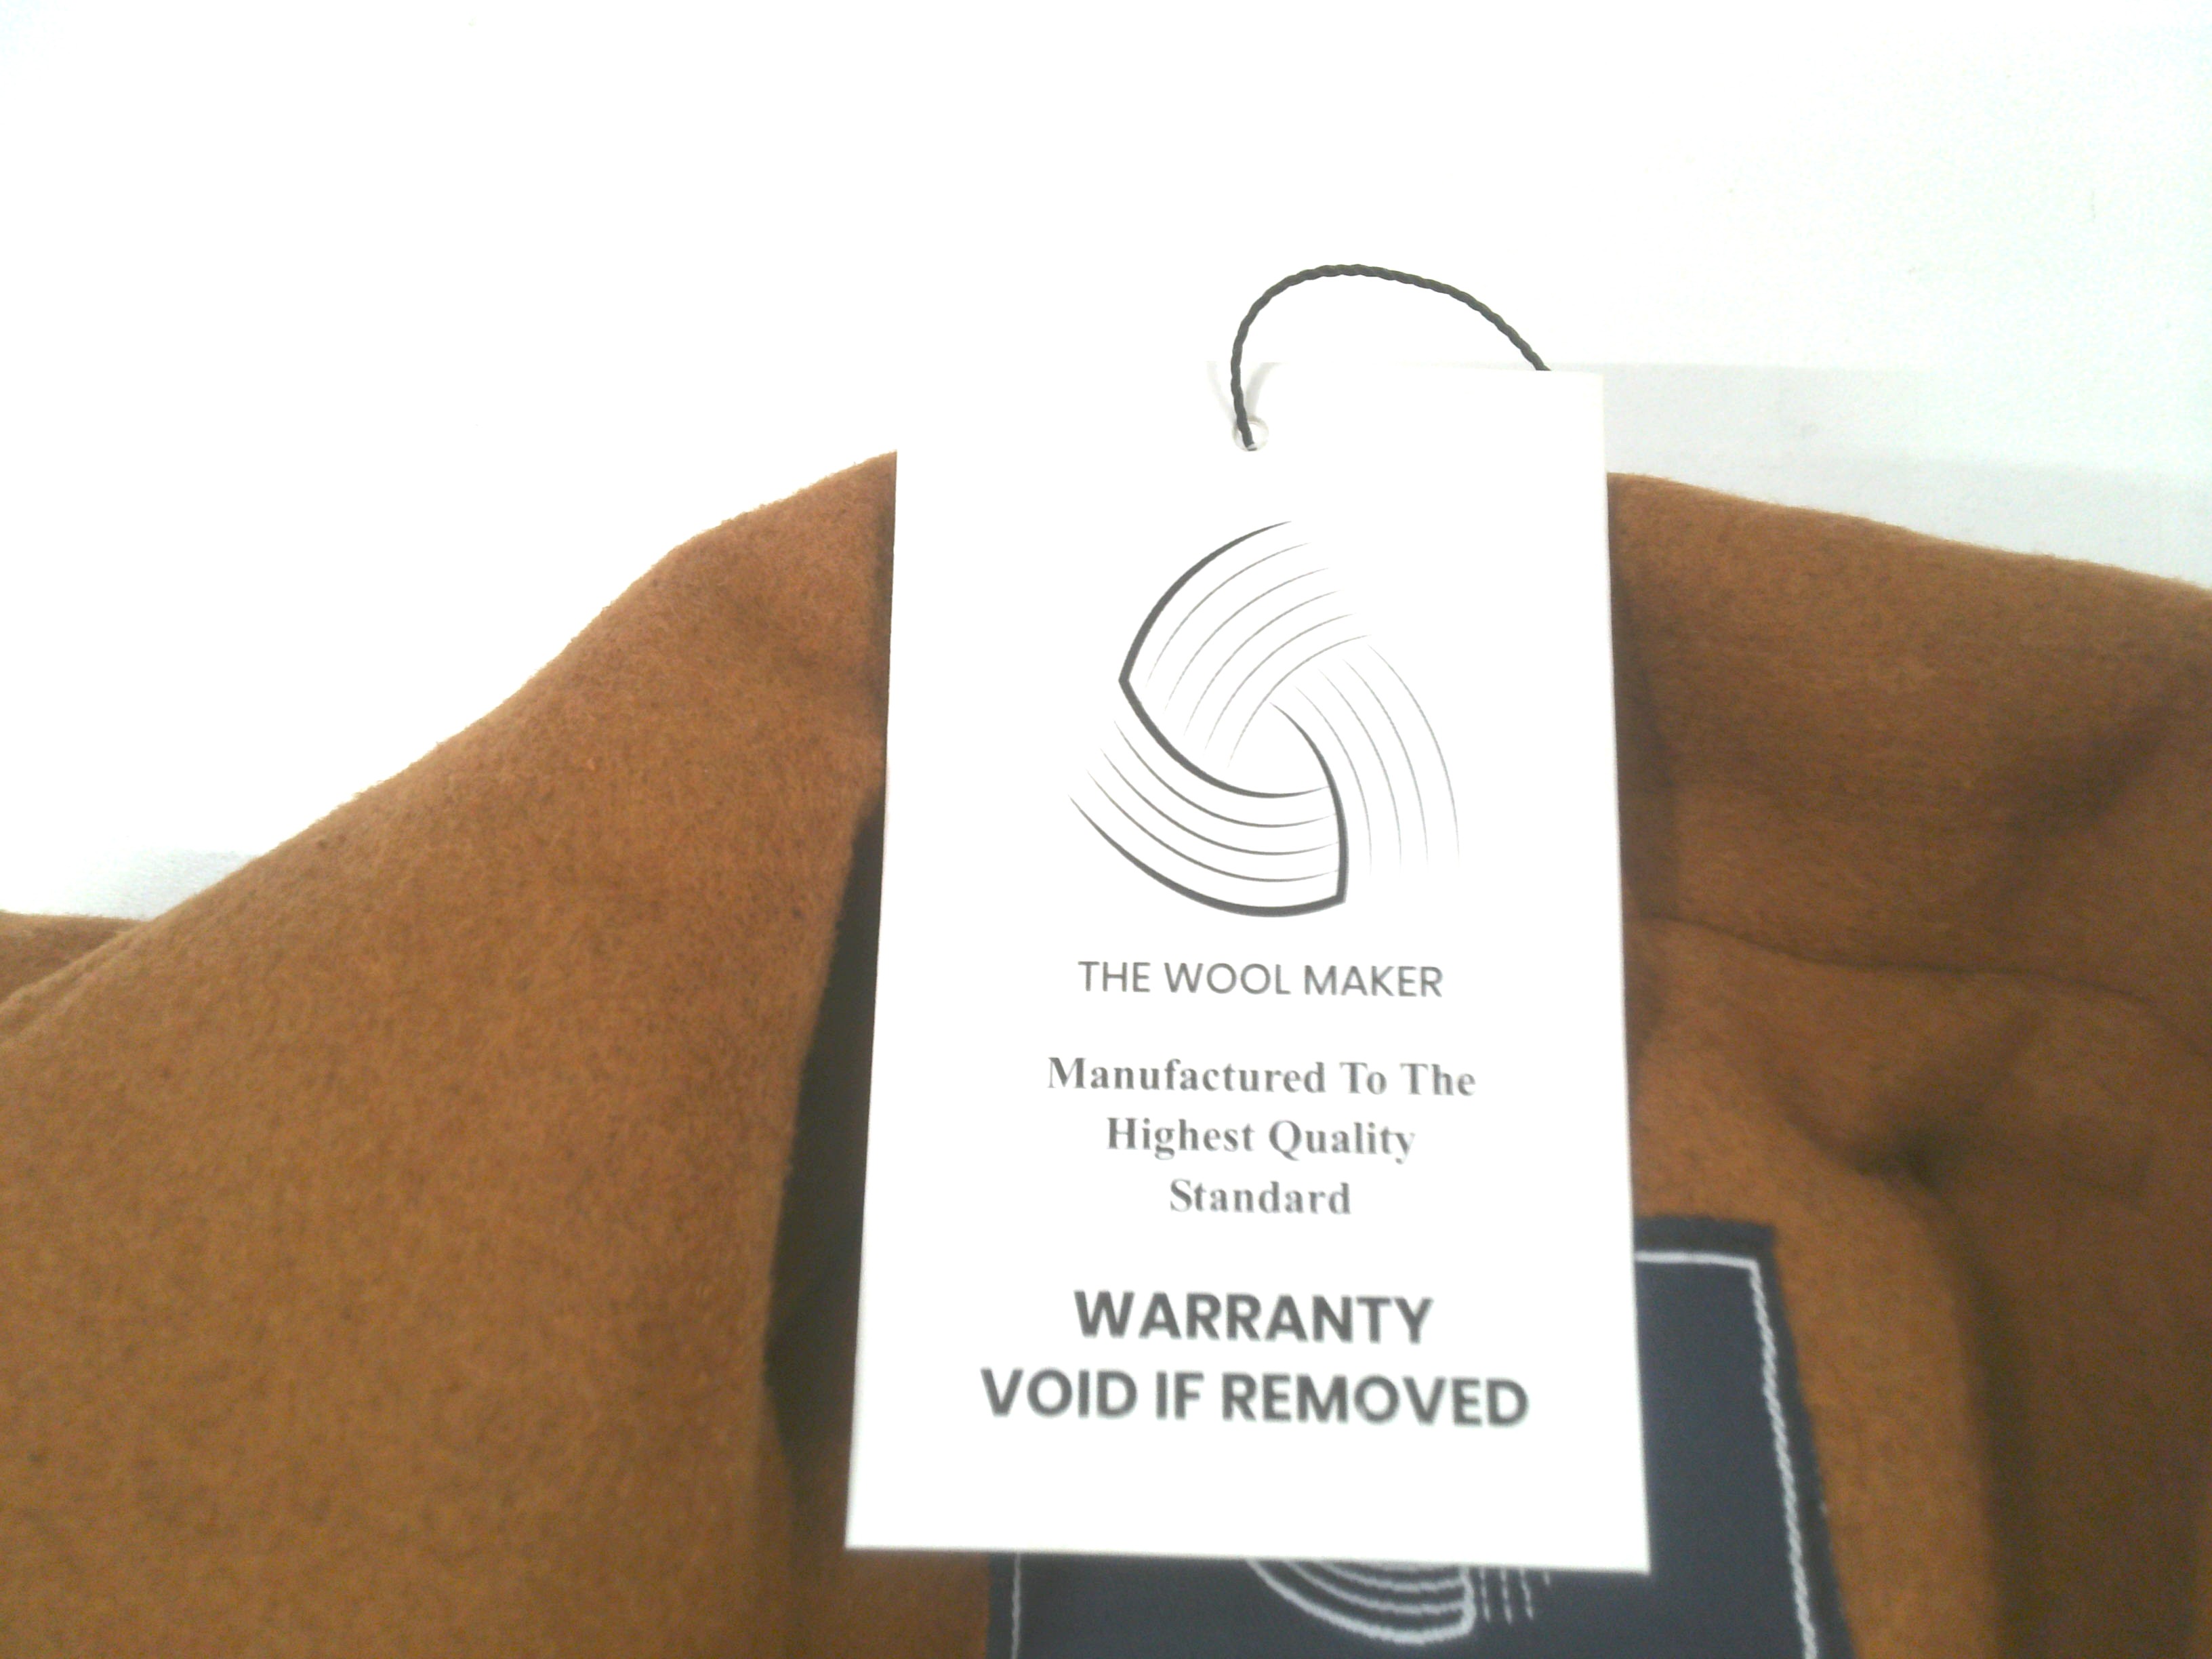 THE WOOL MAKER
Manufactured To The
Highest Quality
Standard
WARRANTY
VOID IF REMOVED